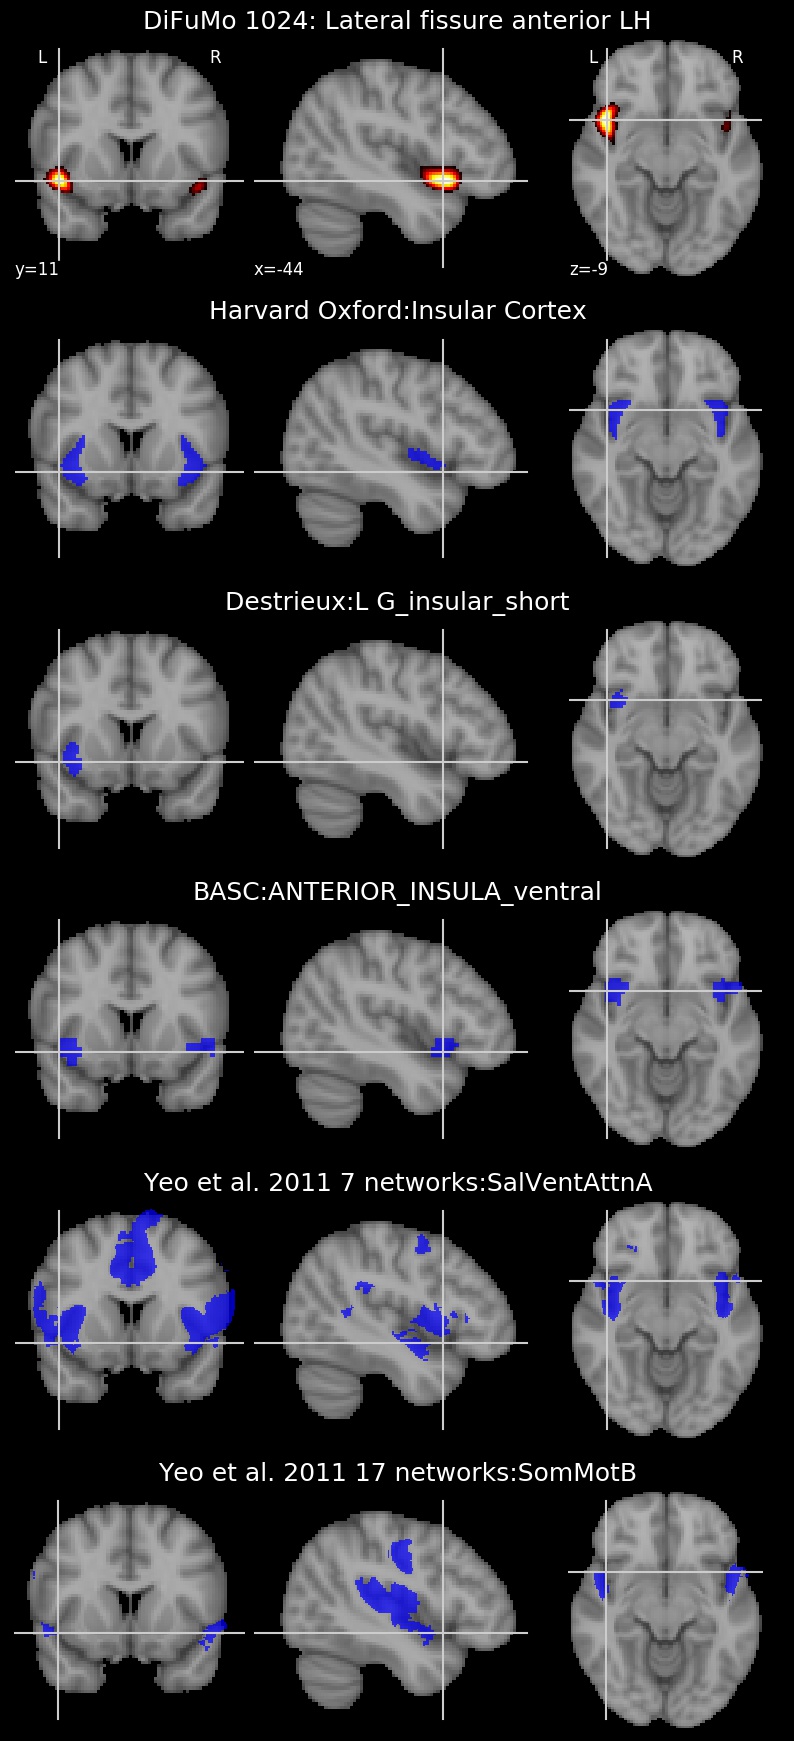 DiFuMo 1024: Lateral fissure anterior LH
L R L R
y=11 x=-44 z=-9
Harvard Oxford:Insular Cortex
Destrieux:L G_insular_short
BASC:ANTERIOR_INSULA_ventral
Yeo et al. 2011 7 networks:SalVentAttnA
Yeo et al. 2011 17 networks:SomMotB